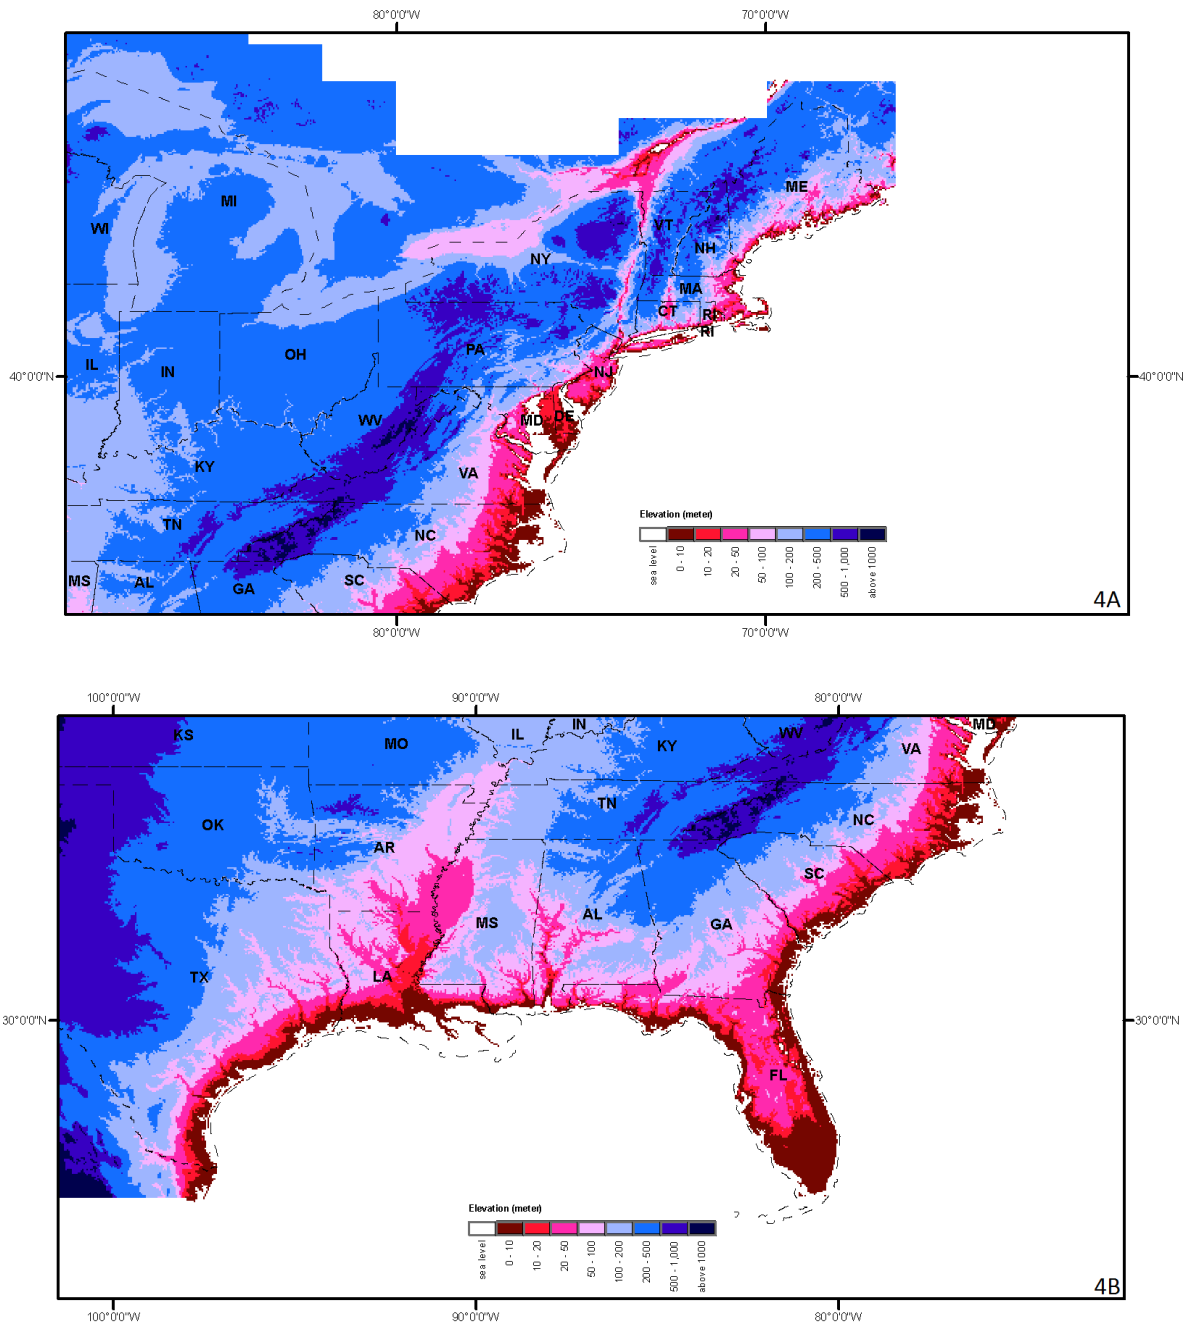 80°0'0"W 70°0'0"W
ME
MI
VT
WI
NH
NY
MA
CT RI
RI
PA
OH
IL IN
NJ
40°0'0"N 40°0'0"N
MD DE
WV
KY
VA
TN
NC
MS AL GA SC
Elevation (meter)
sea level
0 - 10
10 - 20
20 - 50
50 - 100
100 - 200
200 - 500
500 - 1,000
above 1000
4A
80°0'0"W 70°0'0"W
100°0'0"W 90°0'0"W 80°0'0"W
KS MO IL IN KY WV VA MD
OK TN NC
AR SC
MS AL GA
TX LA
30°0'0"N 30°0'0"N
FL
Elevation (meter)
sea level
0 - 10
10 - 20
20 - 50
50 - 100
100 - 200
200 - 500
500 - 1,000
above 1000
4B
100°0'0"W 90°0'0"W 80°0'0"W